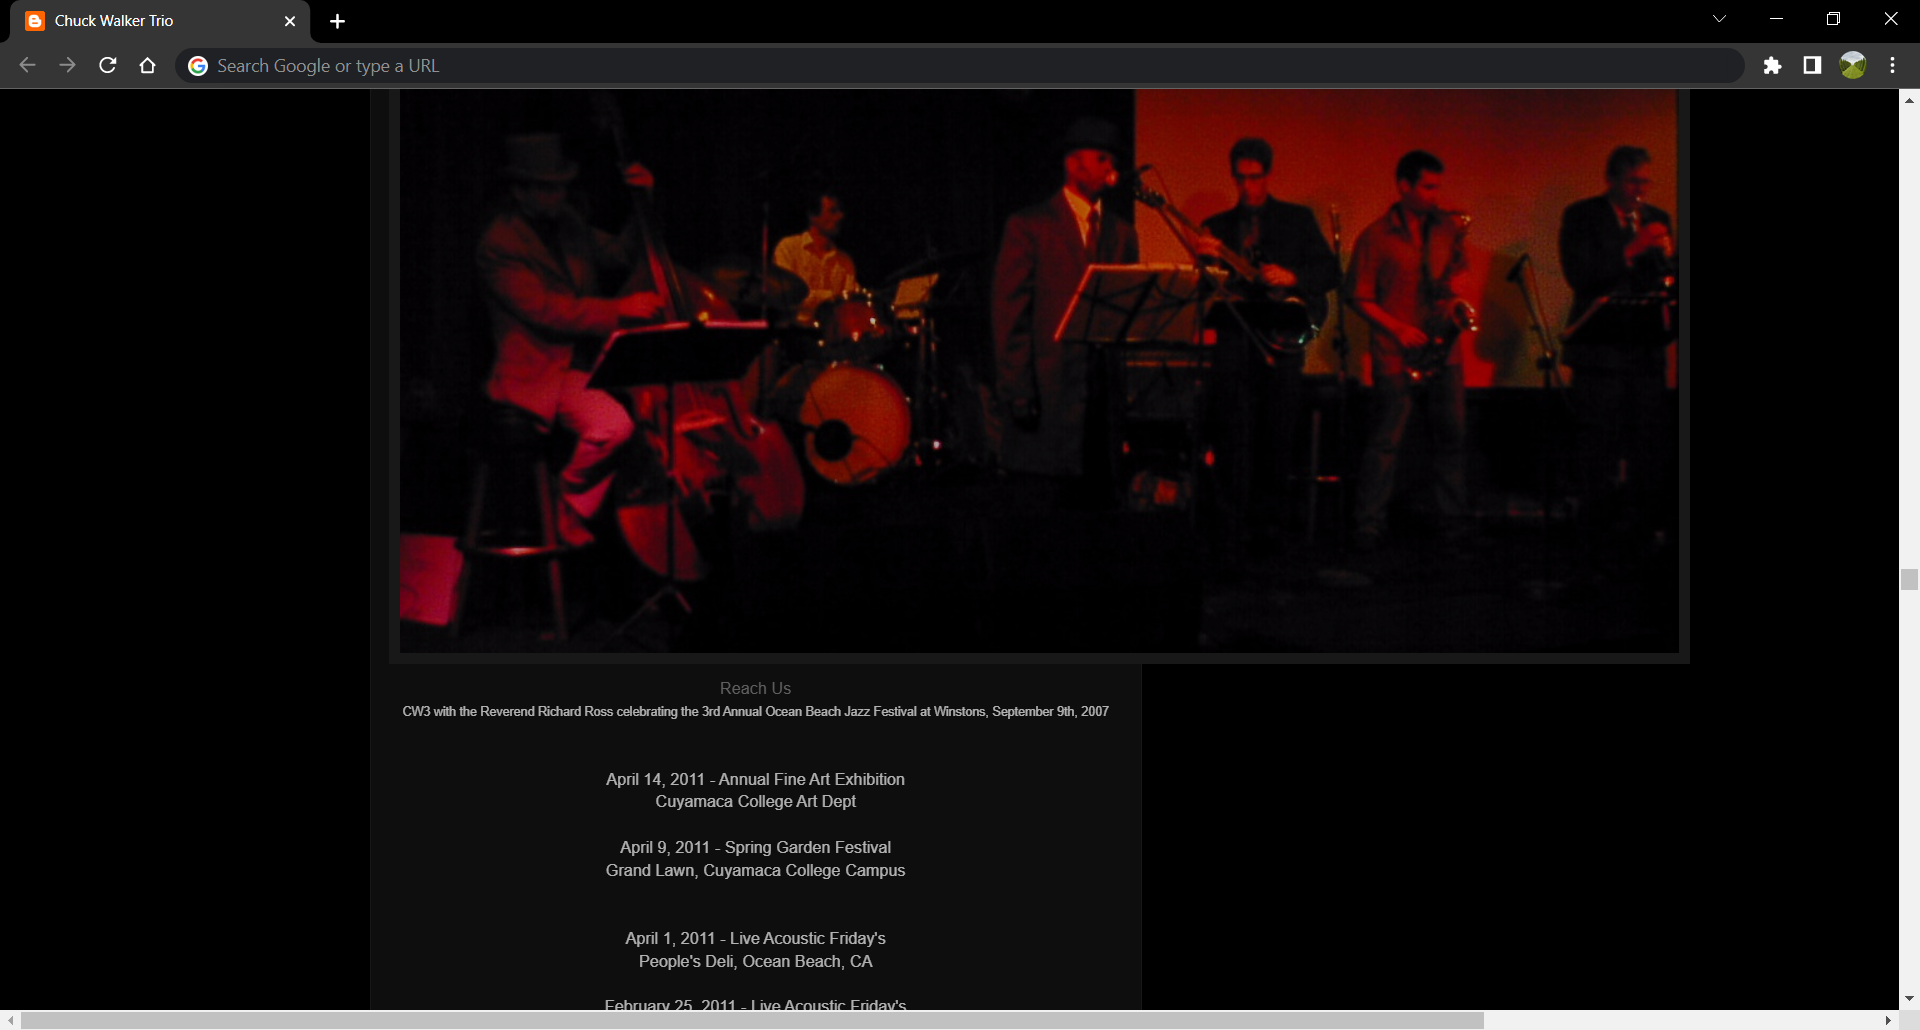 Chuck Walker Trio
Search Google or type a URL
Reach Us
CW3 with the Reverend Richard Ross celebrating the 3rd Annual Ocean Beach Jazz Festival at Winstons, September 9th, 2007
April 14, 2011 - Annual Fine Art Exhibition
Cuyamaca College Art Dept
April 9, 2011 - Spring Garden Festival
Grand Lawn, Cuyamaca College Campus
April 1, 2011 - Live Acoustic Friday's
People's Deli, Ocean Beach, CA
February 25, 2011 - Live Acoustic Friday's